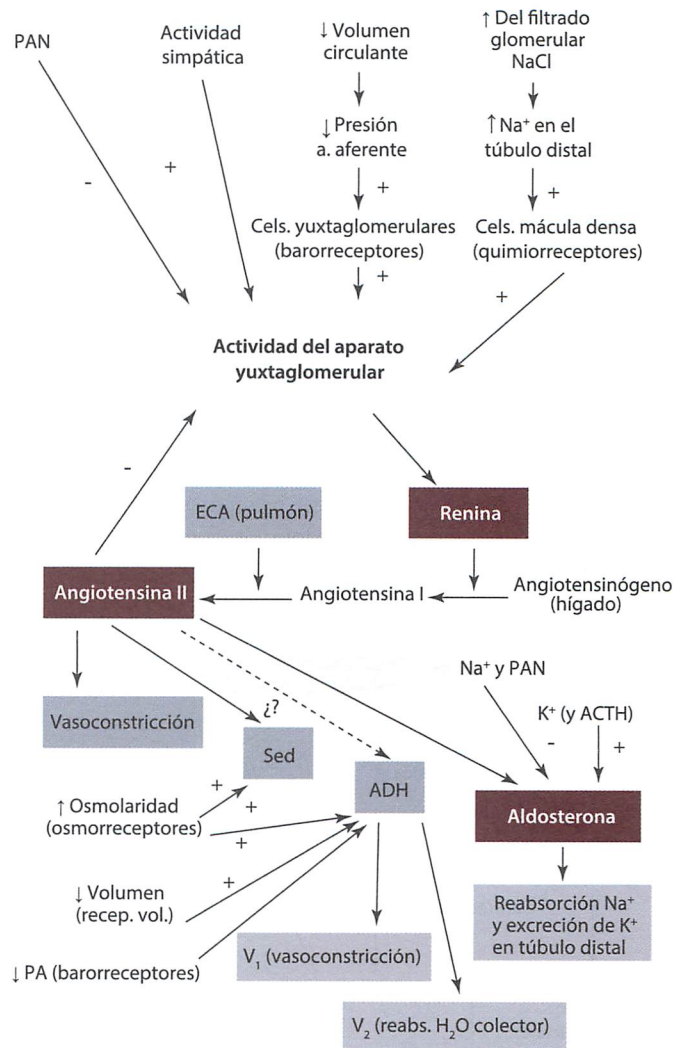 PAN
Actividad
simpática
↓ Volumen
circulante
↑ Del filtrado
glomerular
NaCl
↓ Presión
a. aferente
↑ Na⁺ en el
túbulo distal
-
+
+
+
Cels. yuxtaglomerulares
(barorreceptores)
Cels. mácula densa
(quimiorreceptores)
+
+
Actividad del aparato
yuxtaglomerular
-
ECA (pulmón)
Renina
Angiotensina II
Angiotensina I
Angiotensinógeno
(hígado)
Na⁺ y PAN
K⁺ (y ACTH)
-
+
Vasoconstricción
¿?
Sed
ADH
Aldosterona
↑ Osmolaridad
(osmorreceptores)
+
+
+
↓ Volumen
(recep. vol.)
+
↓ PA (barorreceptores)
Reabsorción Na⁺
y excreción de K⁺
en túbulo distal
V₁ (vasoconstricción)
V₂ (reabs. H₂O colector)